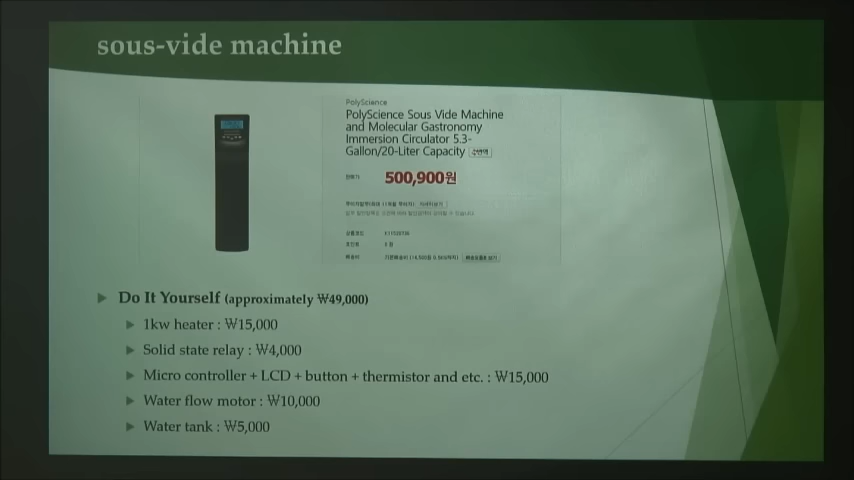 sous-vide machine
PolyScience
PolyScience Sous Vide Machine
and Molecular Gastronomy
Immersion Circulator 5.3-
Gallon/20-Liter Capacity
500,900원
Do It Yourself (approximately ₩49,000)
1kw heater : ₩15,000
Solid state relay : ₩4,000
Micro controller + LCD + button + thermistor and etc. : ₩15,000
Water flow motor : ₩10,000
Water tank : ₩5,000